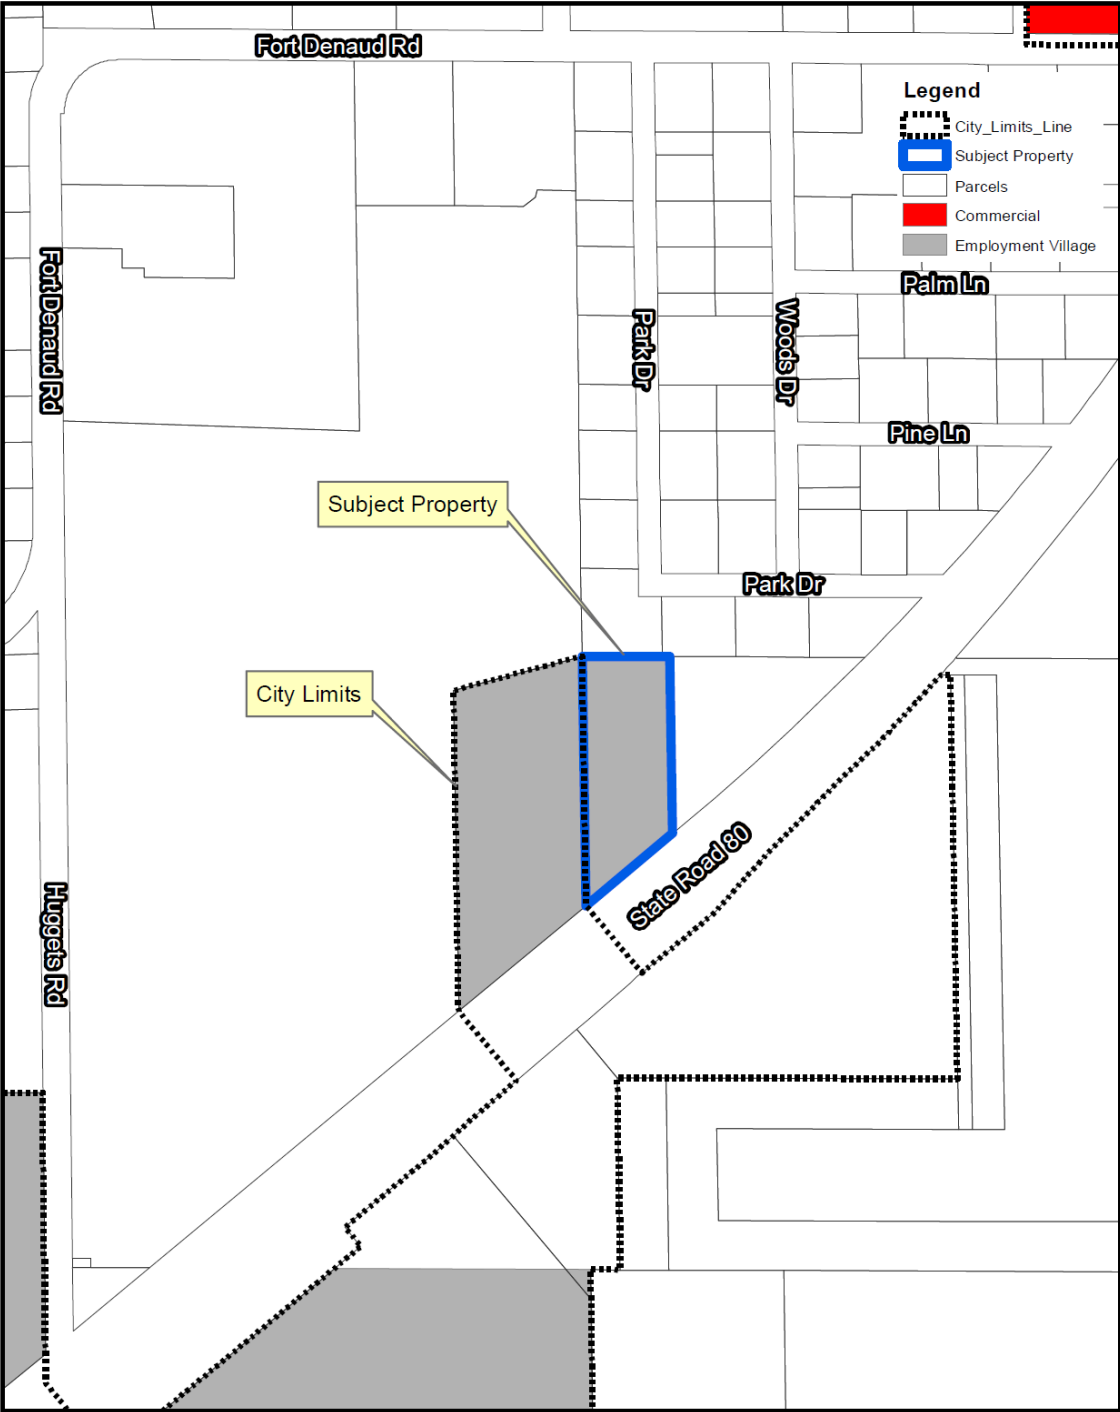 Fort Denaud Rd
Legend
City_Limits_Line
Subject Property
Parcels
Commercial
Employment Village
Fort Denaud Rd
Park Dr
Woods Dr
Palm Ln
Pine Ln
Subject Property
Park Dr
City Limits
State Road 80
Huggets Rd